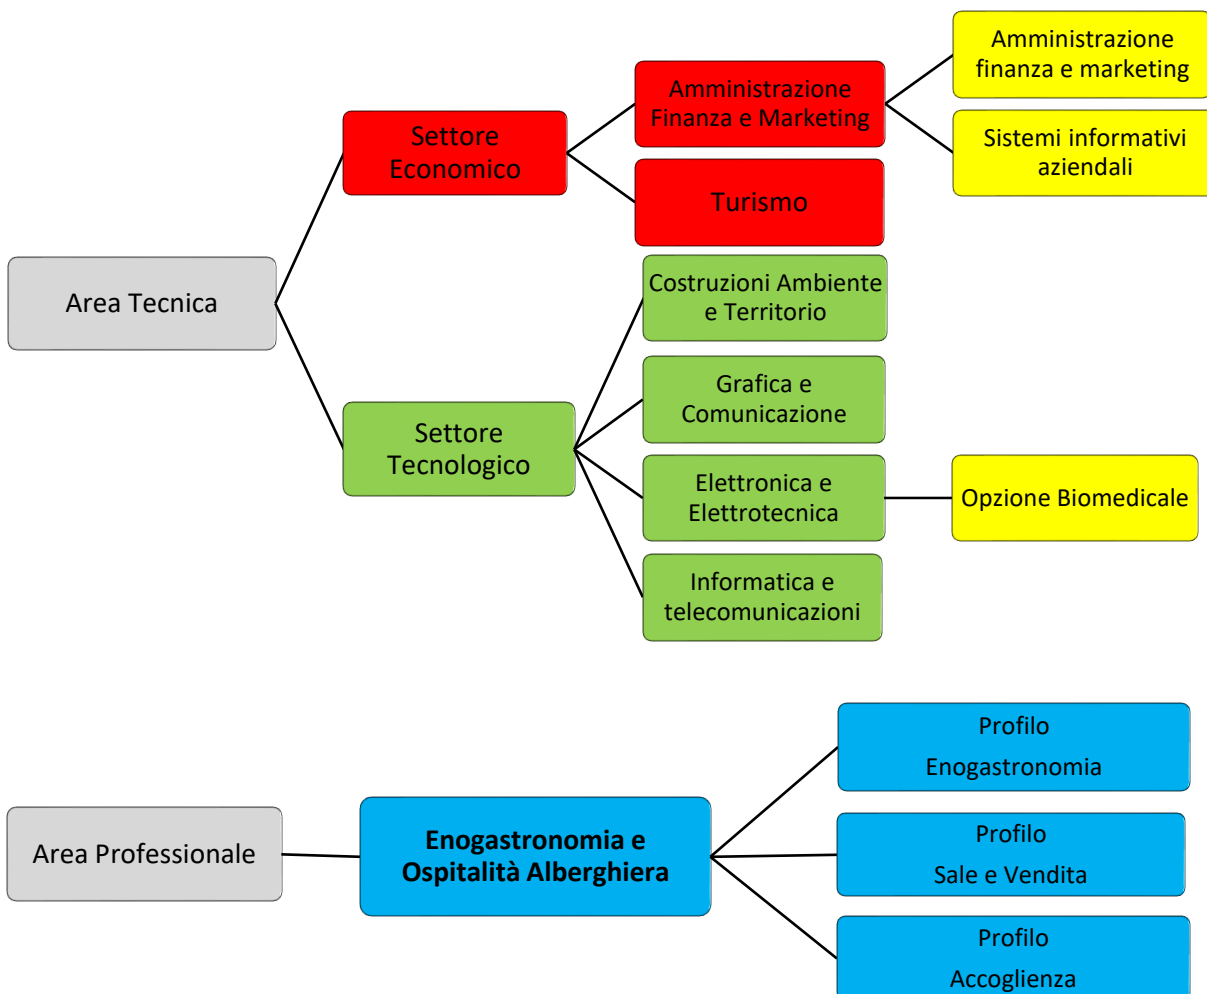 Amministrazione
finanza e marketing
Amministrazione
Finanza e Marketing
Settore
Economico
Sistemi informativi
aziendali
Turismo
Area Tecnica
Costruzioni Ambiente
e Territorio
Grafica e
Comunicazione
Settore
Tecnologico
Elettronica e
Elettrotecnica
Opzione Biomedicale
Informatica e
telecomunicazioni
Profilo
Enogastronomia
Area Professionale
Enogastronomia e
Ospitalità Alberghiera
Profilo
Sale e Vendita
Profilo
Accoglienza